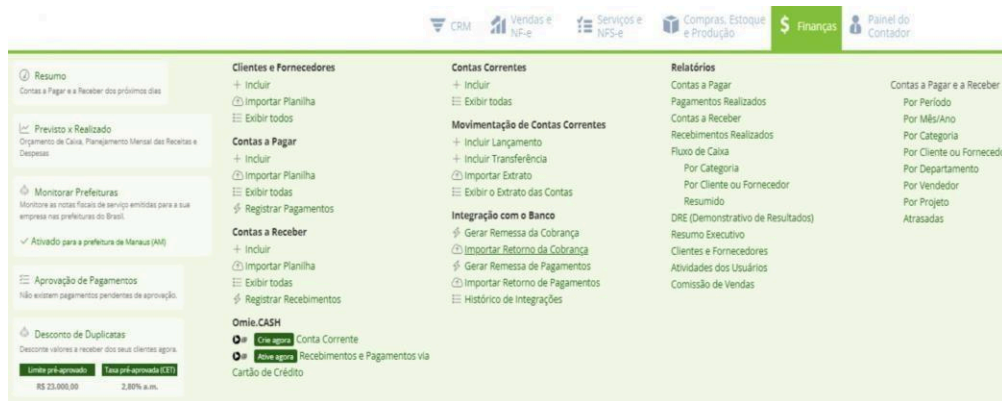 CRM
Vendas e
NF-e
Serviços e
NFS-e
Compras, Estoque
e Produção
Finanças
Painel do
Contador
Resumo
Contas a Pagar e a Receber dos próximos dias
Previsto x Realizado
Orçamento de Caixa, Planejamento Mensal das Receitas e
Despesas
Monitorar Prefeituras
Monitore as notas fiscais de serviço emitidas para a sua
empresa nas prefeituras do Brasil.
Ativado para a prefeitura de Manaus (AM)
Aprovação de Pagamentos
Não existem pagamentos pendentes de aprovação.
Desconto de Duplicatas
Desconte valores a receber dos seus clientes agora.
Limite pré-aprovado Taxa pré-aprovada (CET)
R$ 23.000,00 2,80% a.m.
Clientes e Fornecedores
+ Incluir
Importar Planilha
Exibir todos
Contas a Pagar
+ Incluir
Importar Planilha
Exibir todas
Registrar Pagamentos
Contas a Receber
+ Incluir
Importar Planilha
Exibir todas
Registrar Recebimentos
Omie.CASH
Crie agora Conta Corrente
Ative agora Recebimentos e Pagamentos via
Cartão de Crédito
Contas Correntes
+ Incluir
Exibir todas
Movimentação de Contas Correntes
+ Incluir Lançamento
+ Incluir Transferência
Importar Extrato
Exibir o Extrato das Contas
Integração com o Banco
Gerar Remessa da Cobrança
Importar Retorno da Cobrança
Gerar Remessa de Pagamentos
Importar Retorno de Pagamentos
Histórico de Integrações
Relatórios
Contas a Pagar
Pagamentos Realizados
Contas a Receber
Recebimentos Realizados
Fluxo de Caixa
Por Categoria
Por Cliente ou Fornecedor
Resumido
DRE (Demonstrativo de Resultados)
Resumo Executivo
Clientes e Fornecedores
Atividades dos Usuários
Comissão de Vendas
Contas a Pagar e a Receber
Por Período
Por Mês/Ano
Por Categoria
Por Cliente ou Fornecedo
Por Departamento
Por Vendedor
Por Projeto
Atrasadas